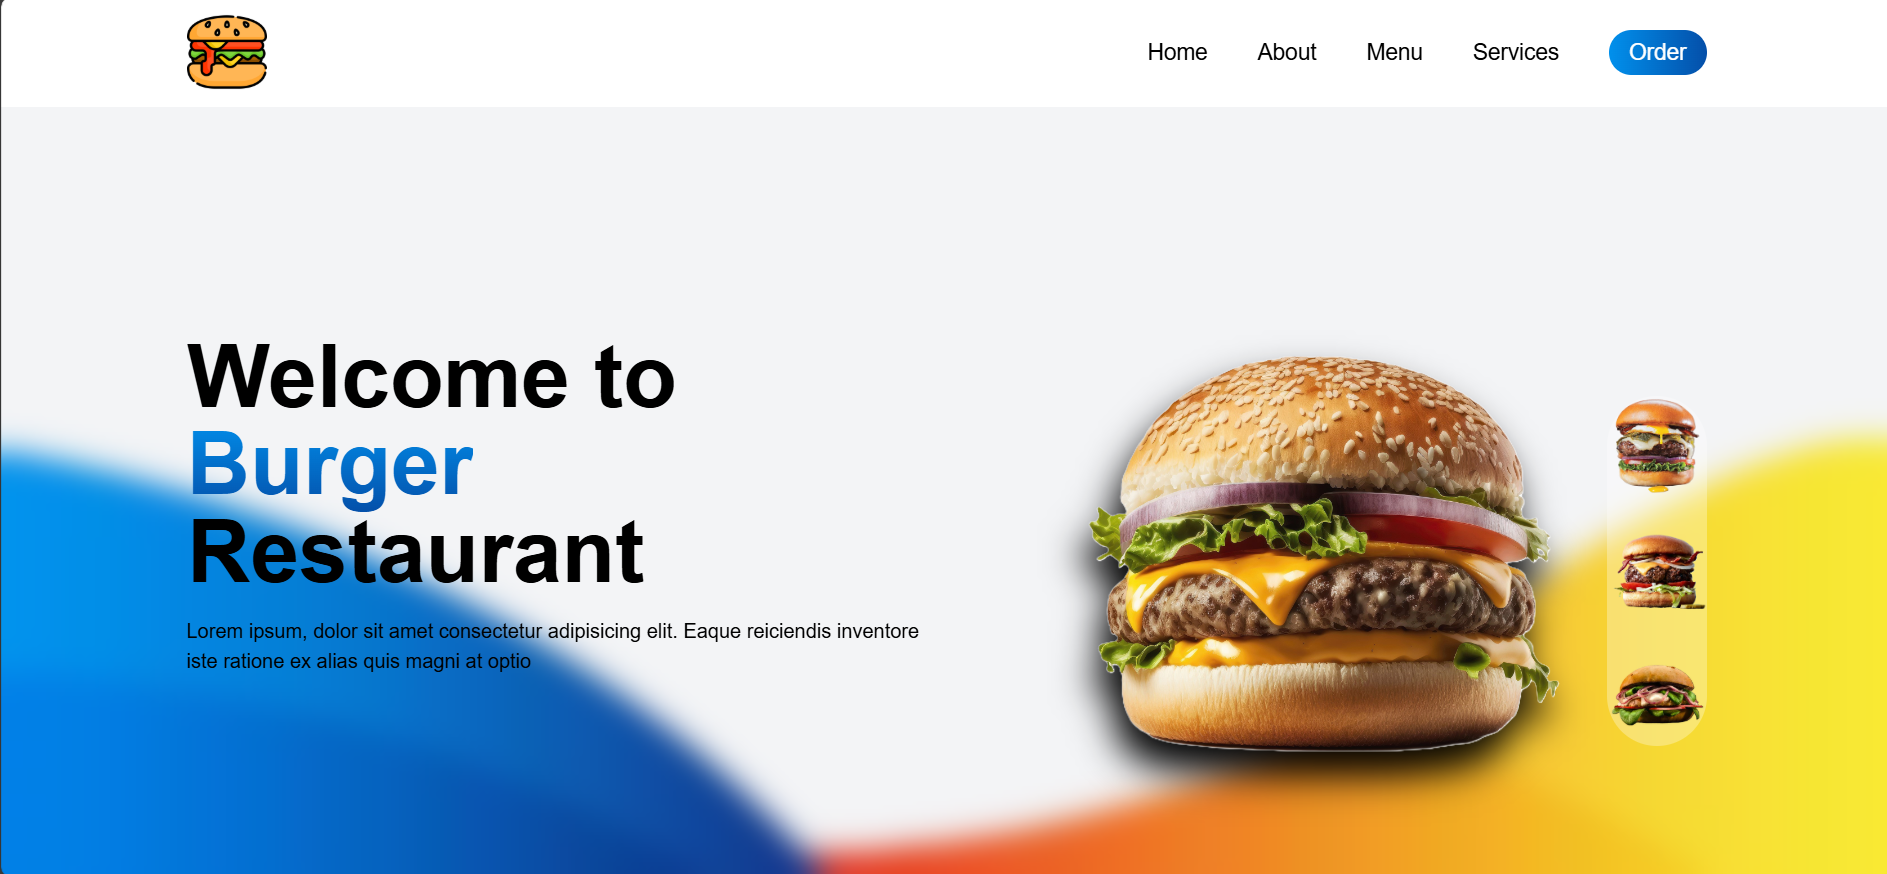 Home
About
Menu
Services
Order
Welcome to
Burger
Restaurant
Lorem ipsum, dolor sit amet consectetur adipisicing elit. Eaque reiciendis inventore
iste ratione ex alias quis magni at optio